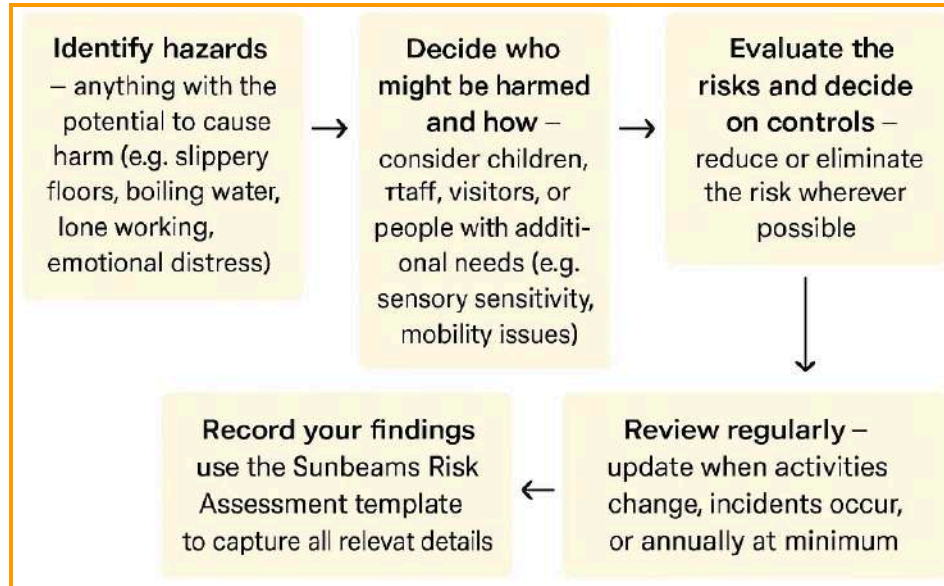 Identify hazards
– anything with the
potential to cause
harm (e.g. slippery
floors, boiling water,
lone working,
emotional distress)
→
Decide who
might be harmed
and how –
consider children,
τtaff, visitors, or
people with additi-
onal needs (e.g.
sensory sensitivity,
mobility issues)
→
Evaluate the
risks and decide
on controls –
reduce or eliminate
the risk wherever
possible
↓
Review regularly –
update when activities
change, incidents occur,
or annually at minimum
←
Record your findings
use the Sunbeams Risk
Assessment template
to capture all relevat details